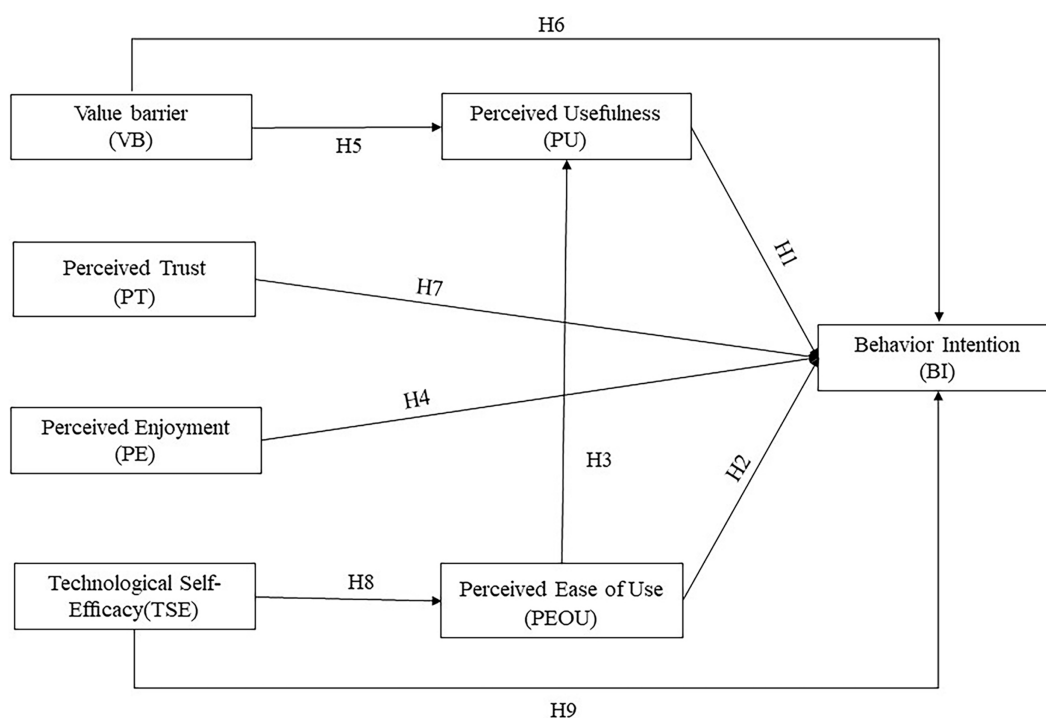 H6
Value barrier
(VB)
H5
Perceived Usefulness
(PU)
H1
Perceived Trust
(PT)
H7
Behavior Intention
(BI)
Perceived Enjoyment
(PE)
H4
H3
H2
Technological Self-
Efficacy(TSE)
H8
Perceived Ease of Use
(PEOU)
H9